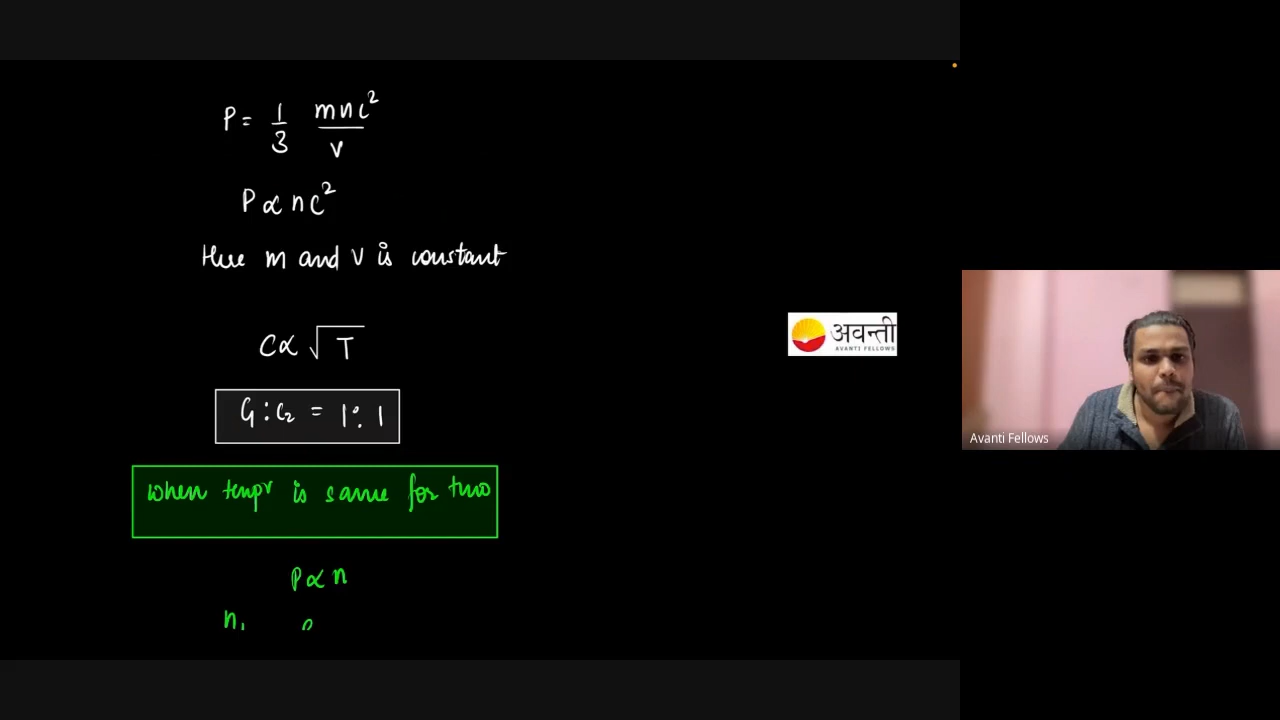 P = 1/3 mnc²/v
P ∝ nc²
Here m and v is constant
C ∝ √T
C₁ : C₂ = 1 : 1
when tempr is same for two
P ∝ n
n₁
अवन्ती
AVANTI FELLOWS
Avanti Fellows